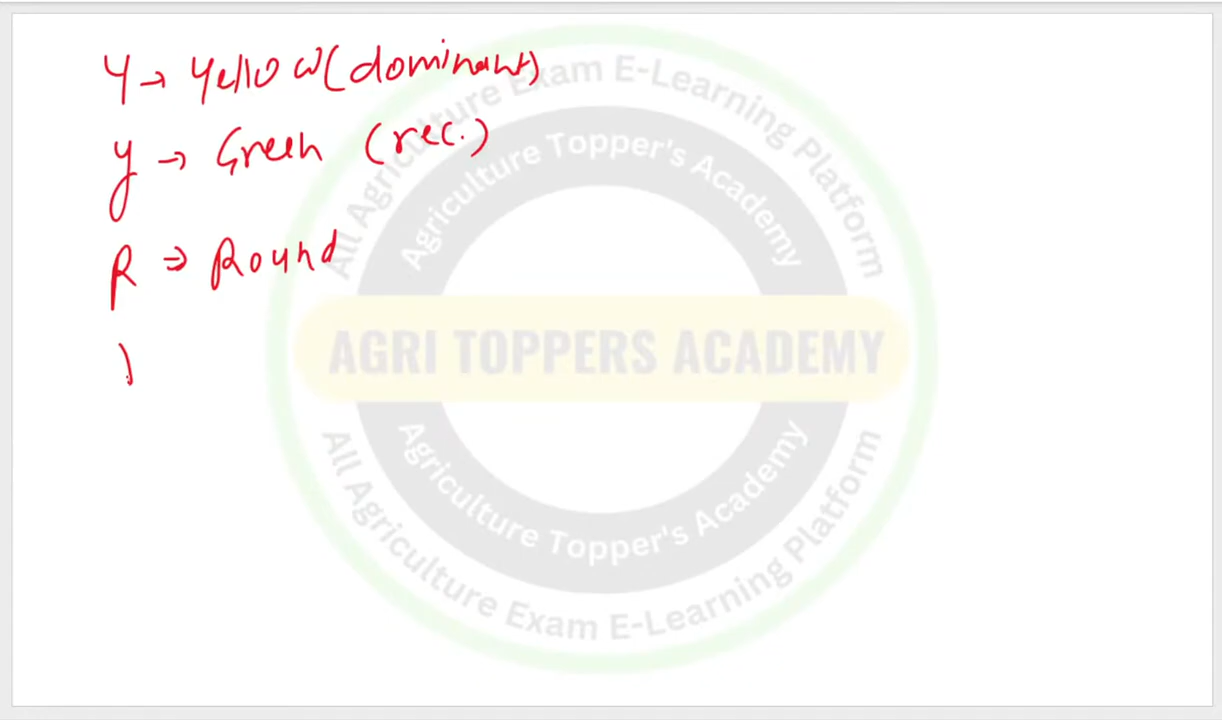 Y → Yellow (dominant)
y → Green (rec.)
R ⇒ Round
All Agriculture Exam E-Learning Platform
Agriculture Topper's Academy
AGRI TOPPERS ACADEMY
Agriculture Topper's Academy
All Agriculture Exam E-Learning Platform